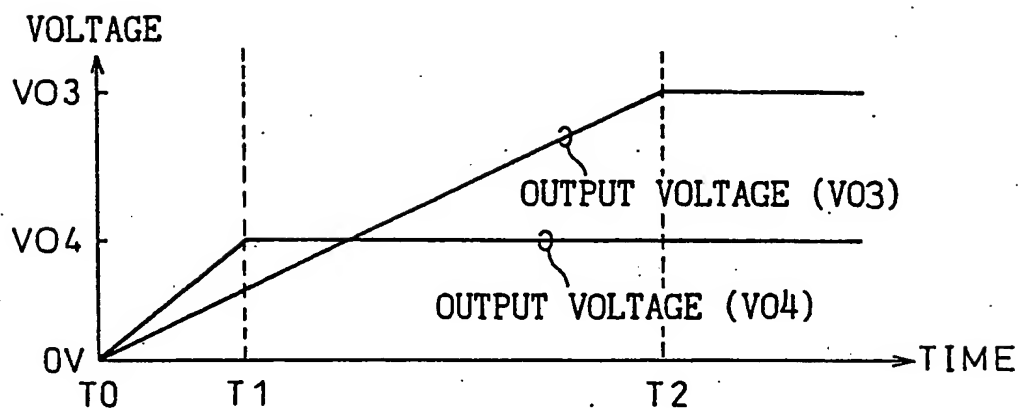 VOLTAGE
VO3
OUTPUT VOLTAGE (VO3)
VO4
OUTPUT VOLTAGE (VO4)
0V
TIME
T0 T1 T2